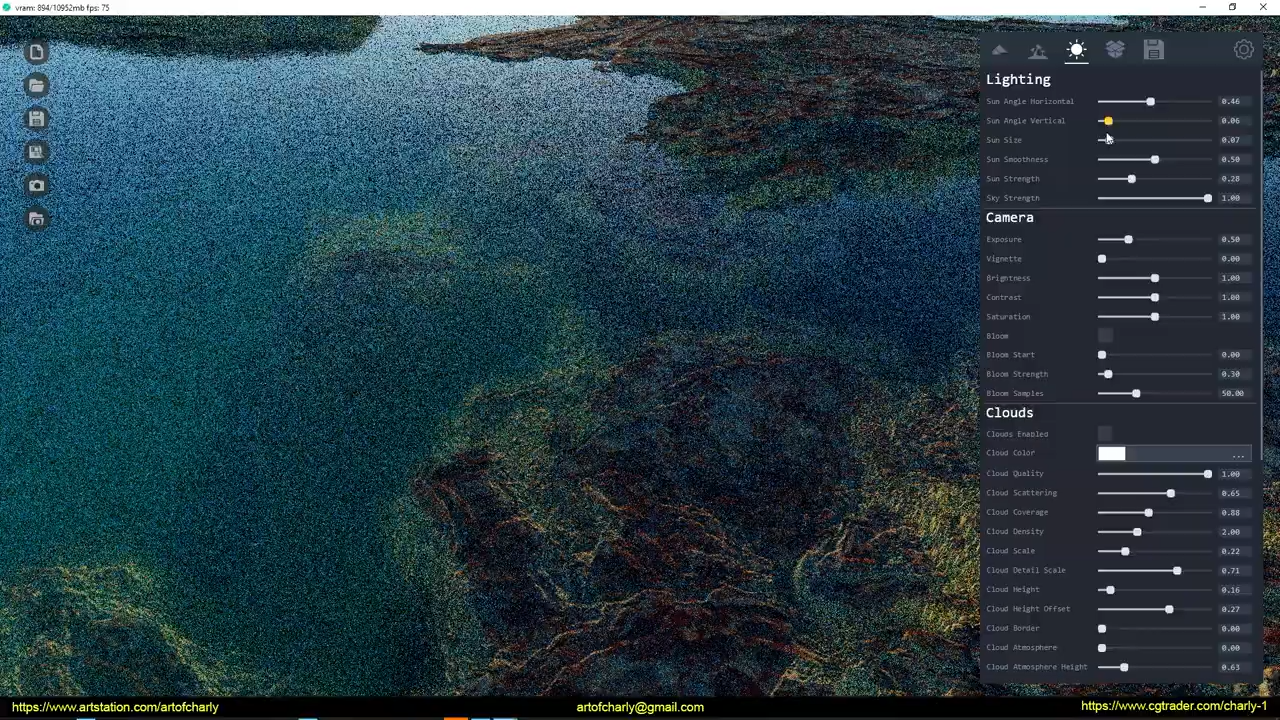 vram: 894/10952mb fps: 75
Lighting
Sun Angle Horizontal 0.46
Sun Angle Vertical 0.06
Sun Size 0.07
Sun Smoothness 0.50
Sun Strength 0.28
Sky Strength 1.00
Camera
Exposure 0.50
Vignette 0.00
Brightness 1.00
Contrast 1.00
Saturation 1.00
Bloom
Bloom Start 0.00
Bloom Strength 0.30
Bloom Samples 50.00
Clouds
Clouds Enabled
Cloud Color ...
Cloud Quality 1.00
Cloud Scattering 0.65
Cloud Coverage 0.88
Cloud Density 2.00
Cloud Scale 0.22
Cloud Detail Scale 0.71
Cloud Height 0.16
Cloud Height Offset 0.27
Cloud Border 0.00
Cloud Atmosphere 0.00
Cloud Atmosphere Height 0.63
https://www.artstation.com/artofcharly artofcharly@gmail.com https://www.cgtrader.com/charly-1